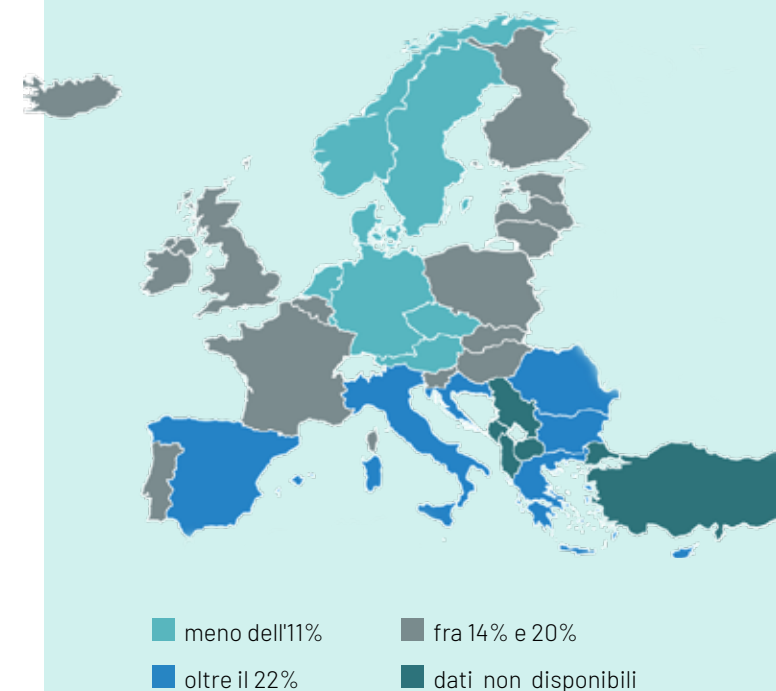 meno dell'11%
fra 14% e 20%
oltre il 22%
dati non disponibili